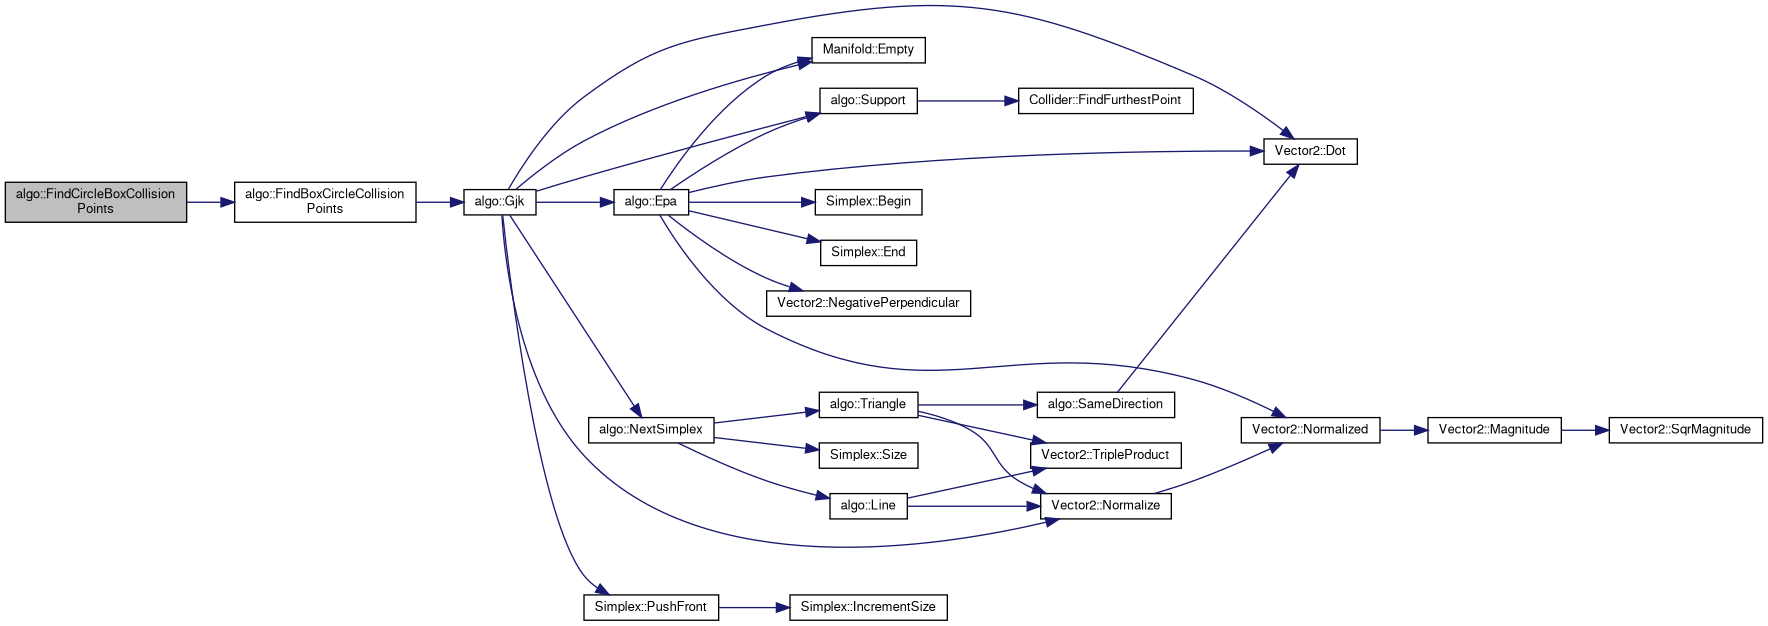 algo::FindCircleBoxCollision
Points
algo::FindBoxCircleCollision
Points
algo::Gjk
algo::Epa
Manifold::Empty
algo::Support
Collider::FindFurthestPoint
Vector2::Dot
Simplex::Begin
Simplex::End
Vector2::NegativePerpendicular
algo::NextSimplex
algo::Triangle
algo::SameDirection
Simplex::Size
Vector2::TripleProduct
algo::Line
Vector2::Normalize
Vector2::Normalized
Vector2::Magnitude
Vector2::SqrMagnitude
Simplex::PushFront
Simplex::IncrementSize